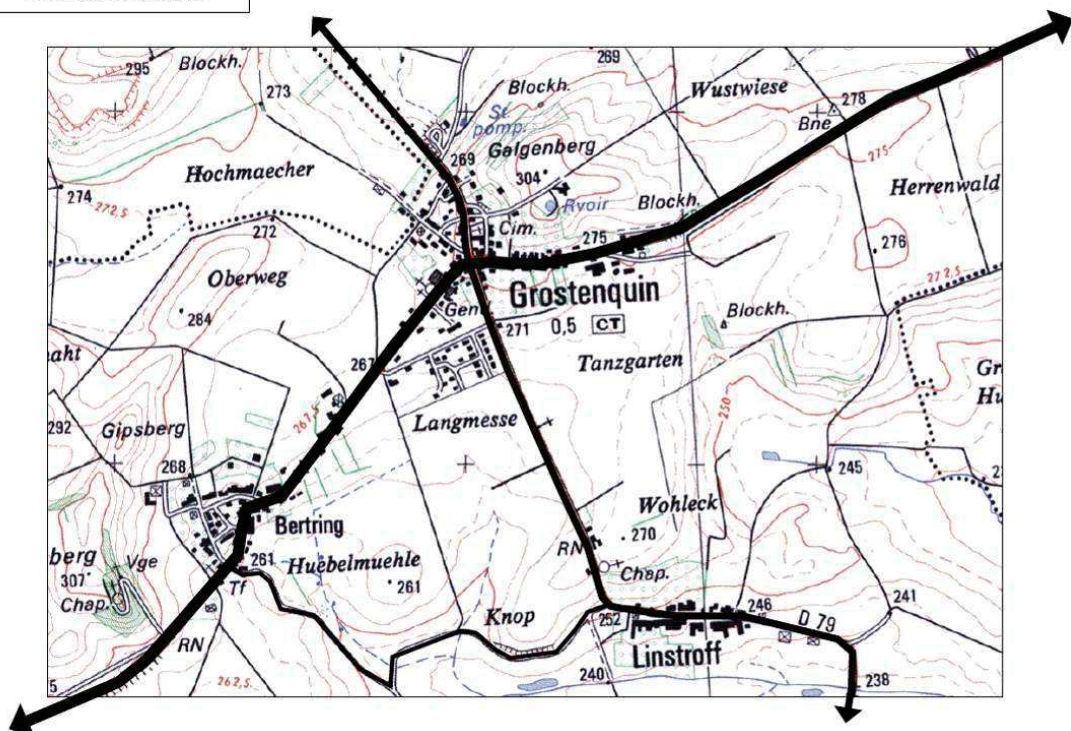 269
295
Blockh.
273
Blockh.
Wustwiese
278
Bne
St.
pomp.
Galgenberg
275
269
304
Hochmaecher
274
272,5
Rvoir
Blockh.
Herrenwald
272
Cim.
275
276
Oberweg
272,5
Grostenquin
284
Gen
271
0,5
CT
Blockh.
Tanzgarten
267
250
292
Gipsberg
267,5
Langmesse
268
245
Wohleck
Bertring
270
berg
Vge
261
Huebelmuehle
RN
307
Chap.
Tf
261
Chap.
Knop
252
246
D 79
241
RN
Linstroff
262,5
240
238
5